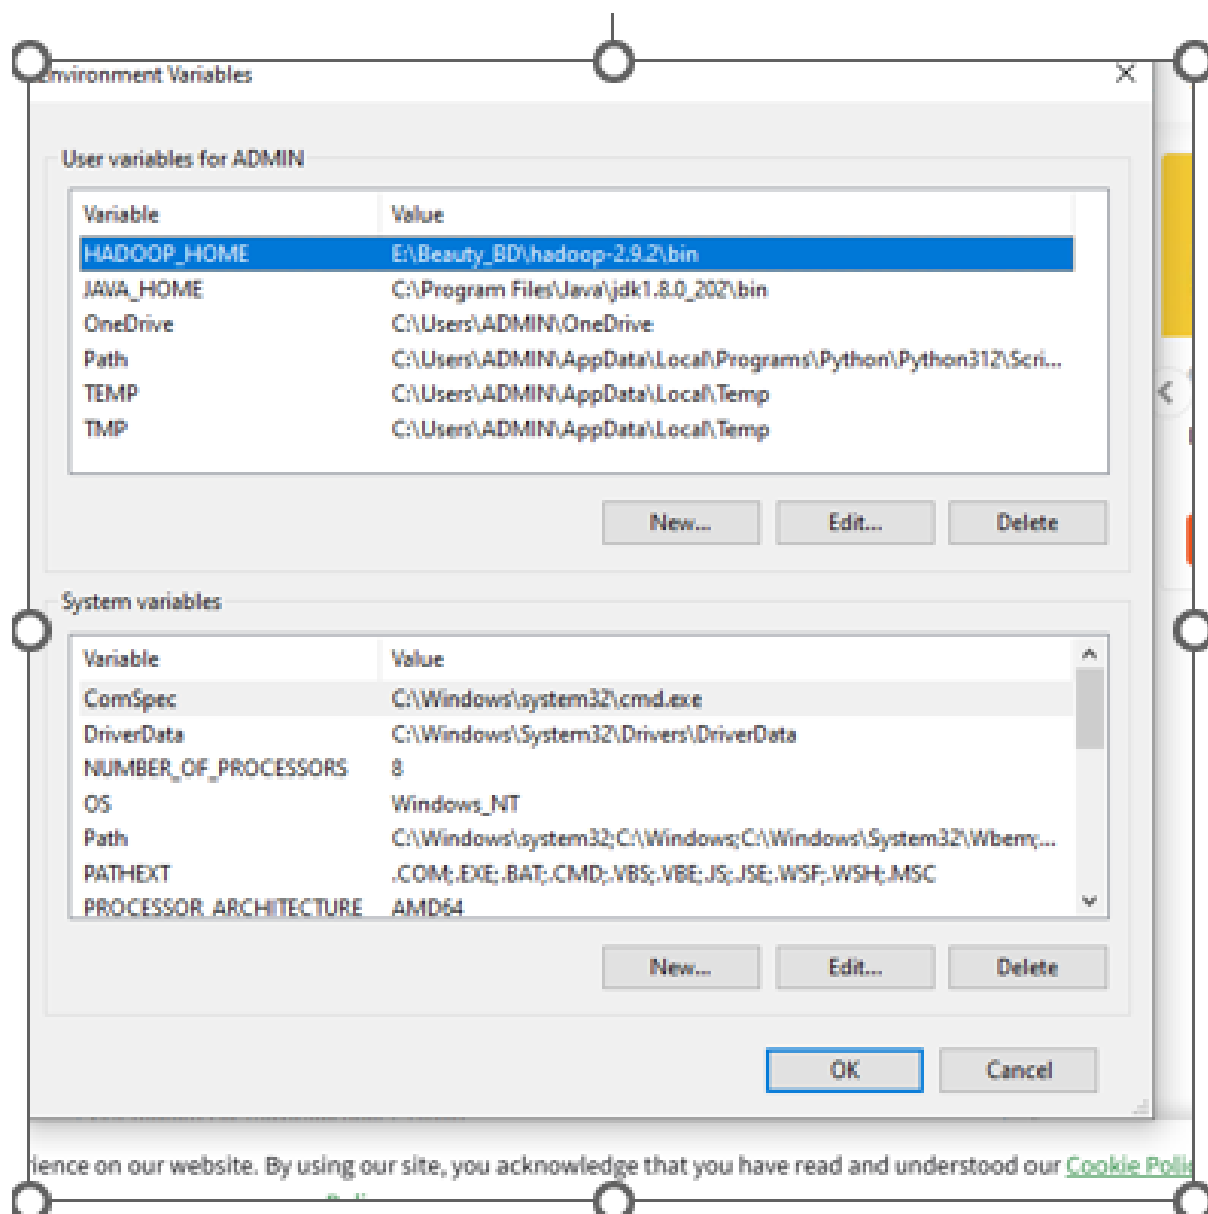 Environment Variables
User variables for ADMIN
Variable Value
HADOOP_HOME E:\Beauty_BD\hadoop-2.9.2\bin
JAVA_HOME C:\Program Files\Java\jdk1.8.0_202\bin
OneDrive C:\Users\ADMIN\OneDrive
Path C:\Users\ADMIN\AppData\Local\Programs\Python\Python312\Scri...
TEMP C:\Users\ADMIN\AppData\Local\Temp
TMP C:\Users\ADMIN\AppData\Local\Temp
New... Edit... Delete
System variables
Variable Value
ComSpec C:\Windows\system32\cmd.exe
DriverData C:\Windows\System32\Drivers\DriverData
NUMBER_OF_PROCESSORS 8
OS Windows_NT
Path C:\Windows\system32;C:\Windows;C:\Windows\System32\Wbem;...
PATHEXT .COM;.EXE;.BAT;.CMD;.VBS;.VBE;.JS;.JSE;.WSF;.WSH;.MSC
PROCESSOR_ARCHITECTURE AMD64
New... Edit... Delete
OK Cancel
ience on our website. By using our site, you acknowledge that you have read and understood our Cookie Polic